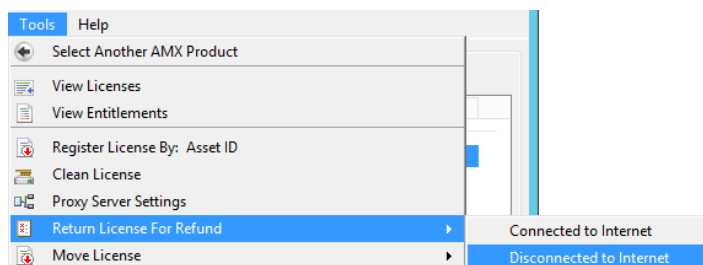 Tools Help
Select Another AMX Product
View Licenses
View Entitlements
Register License By: Asset ID
Clean License
Proxy Server Settings
Return License For Refund
Connected to Internet
Move License
Disconnected to Internet